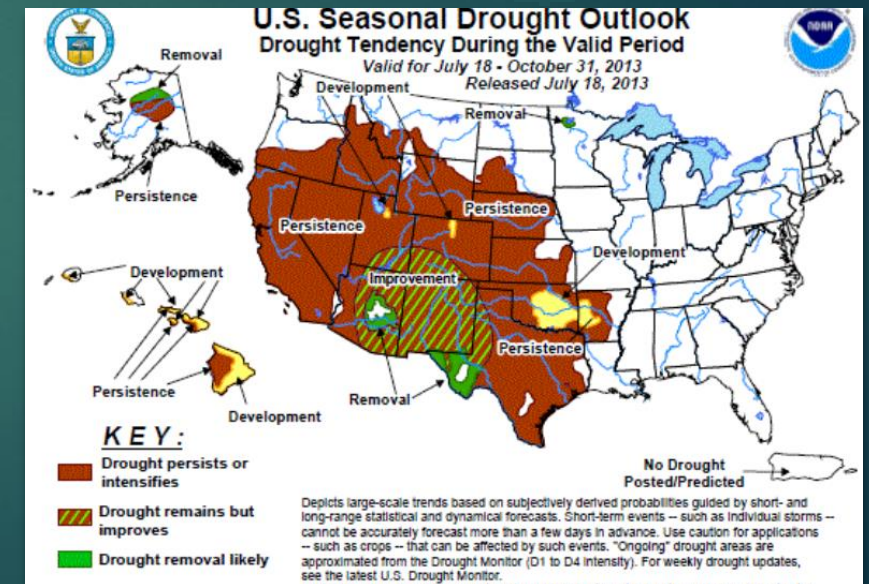 U.S. Seasonal Drought Outlook
Drought Tendency During the Valid Period
Valid for July 18 - October 31, 2013
Released July 18, 2013
NOAA
Removal
Persistence
Development
Removal
Persistence
Persistence
Improvement
Development
Persistence
Removal
Development
Persistence
Development
No Drought
Posted/Predicted
KEY:
Drought persists or
intensifies
Drought remains but
improves
Drought removal likely
Depicts large-scale trends based on subjectively derived probabilities guided by short- and
long-range statistical and dynamical forecasts. Short-term events -- such as individual storms --
cannot be accurately forecast more than a few days in advance. Use caution for applications
-- such as crops -- that can be affected by such events. "Ongoing" drought areas are
approximated from the Drought Monitor (D1 to D4 intensity). For weekly drought updates,
see the latest U.S. Drought Monitor.